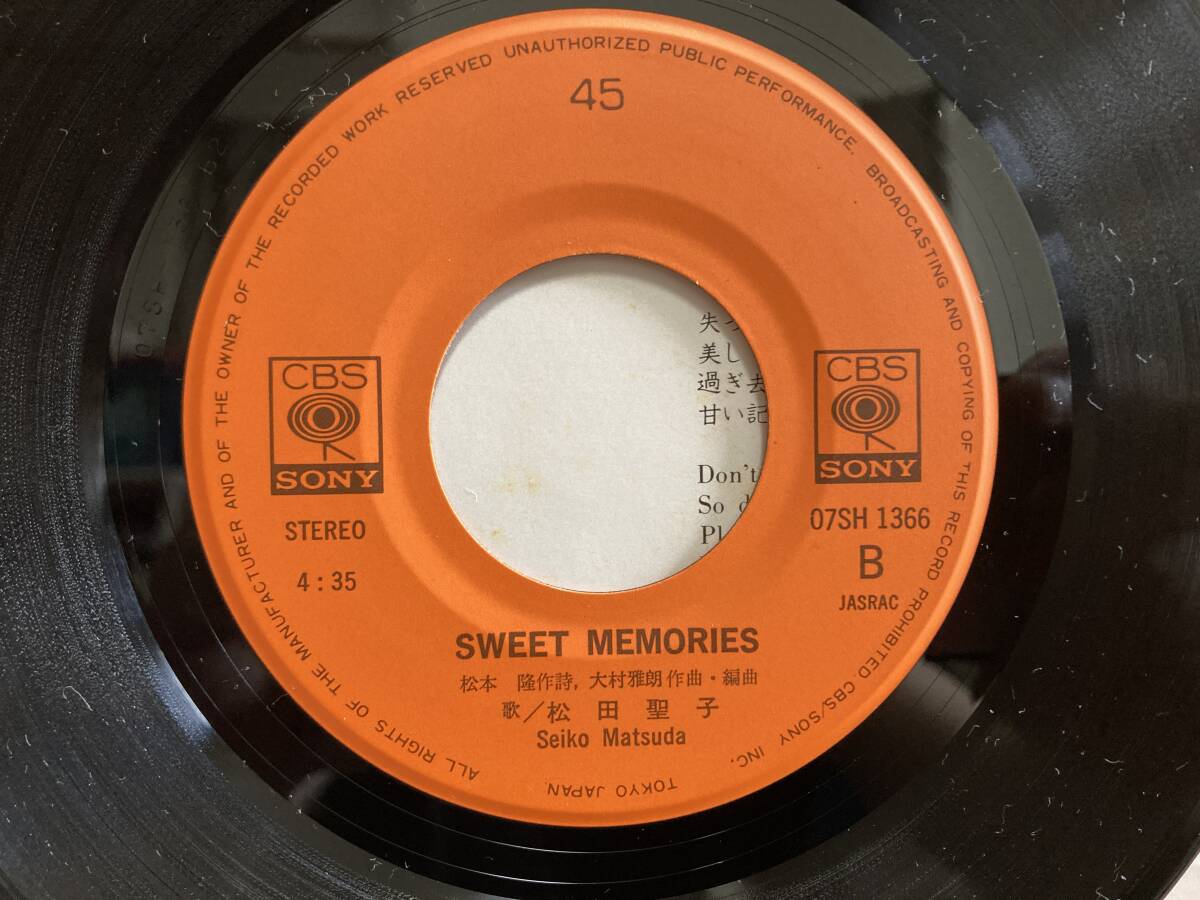 ALL RIGHTS OF THE MANUFACTURER AND OF THE OWNER OF THE RECORDED WORK RESERVED UNAUTHORIZED PUBLIC PERFORMANCE. BROADCASTING AND COPYING OF THIS RECORD PROHIBITED CBS/SONY INC.
TOKYO JAPAN
45
CBS
SONY
STEREO
4:35
CBS
SONY
07SH 1366
B
JASRAC
失っ
美し
過ぎ去
甘い記
Don't
So
SWEET MEMORIES
松本 隆作詩, 大村雅朗作曲・編曲
歌/松田聖子
Seiko Matsuda